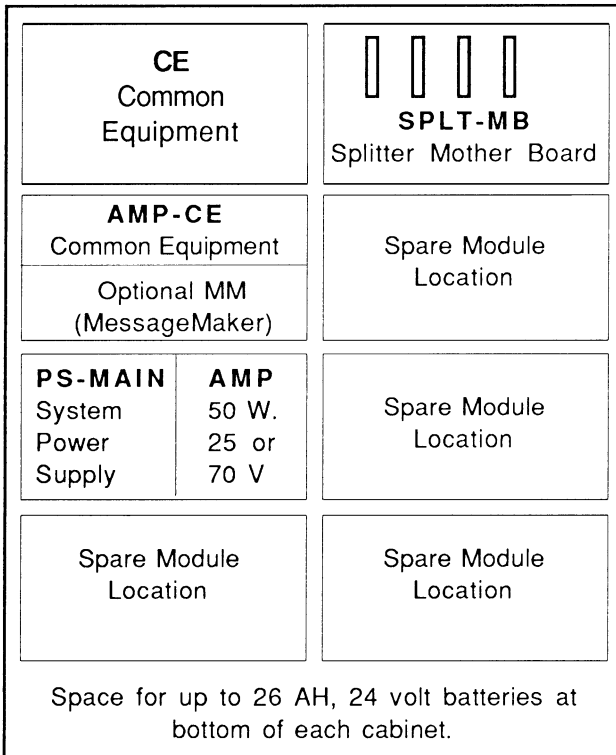 CE
Common
Equipment
SPLT-MB
Splitter Mother Board
AMP-CE
Common Equipment
Optional MM
(MessageMaker)
Spare Module
Location
PS-MAIN
System
Power
Supply
AMP
50 W.
25 or
70 V
Spare Module
Location
Spare Module
Location
Spare Module
Location
Space for up to 26 AH, 24 volt batteries at
bottom of each cabinet.